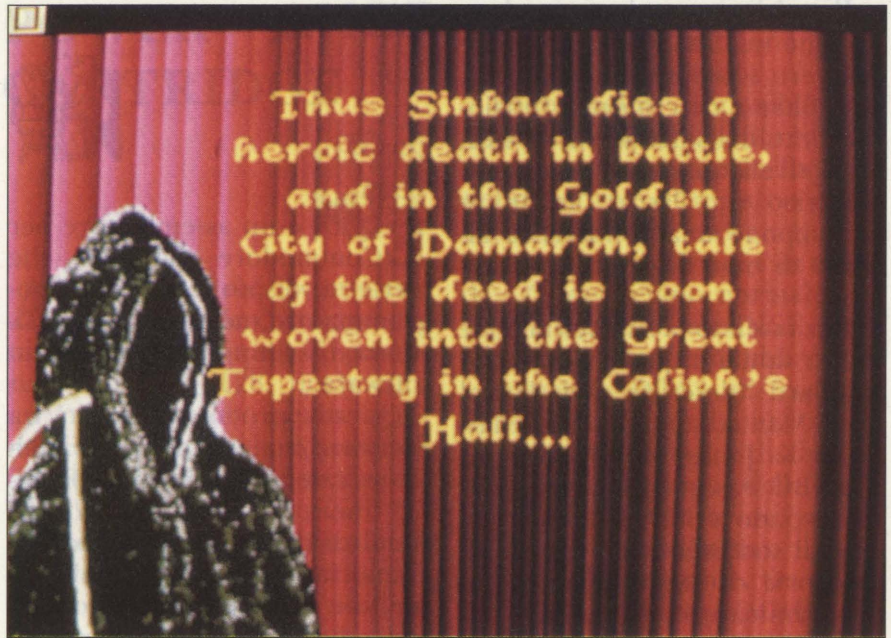 Thus Sinbad dies a
heroic death in battle,
and in the Golden
City of Damaron, tale
of the deed is soon
woven into the Great
Tapestry in the Caliph's
Hall...